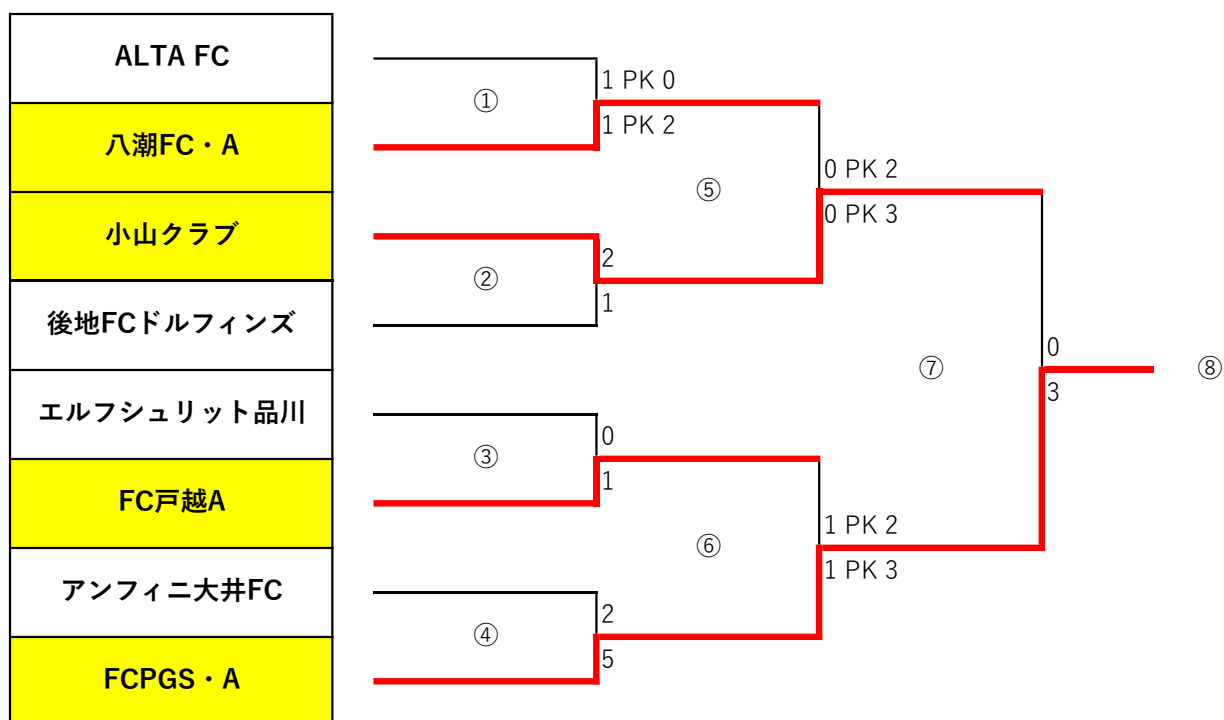 ALTA FC
八潮FC・A
小山クラブ
後地FCドルフィンズ
エルフシュリット品川
FC戸越A
アンフィニ大井FC
FCPGS・A
①
1 PK 0
1 PK 2
②
2
1
③
0
1
④
2
5
⑤
0 PK 2
0 PK 3
⑥
1 PK 2
1 PK 3
⑦
0
3
⑧